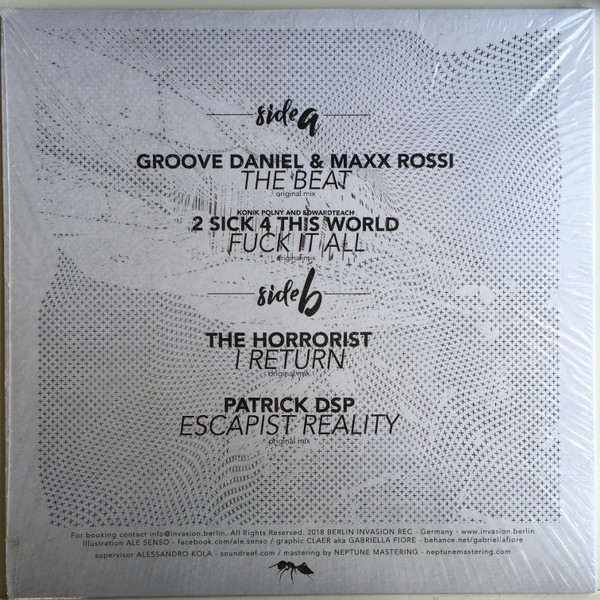 side a
GROOVE DANIEL & MAXX ROSSI
THE BEAT
original mix
KONIK POLNY AND EDWARDTEACH
2 SICK 4 THIS WORLD
FUCK IT ALL
original mix
side b
THE HORRORIST
I RETURN
original mix
PATRICK DSP
ESCAPIST REALITY
original mix
For booking contact info@invasion.berlin. All Rights Reserved. 2018 BERLIN INVASION REC - Germany - www.invasion.berlin
Illustration ALE SENSO - facebook.com/ale.senso / graphic CLAER aka GABRIELLA FIORE - behance.net/gabriellafiore
supervisor ALESSANDRO KOLA - soundreef.com / mastering by NEPTUNE MASTERING - neptunemastering.com